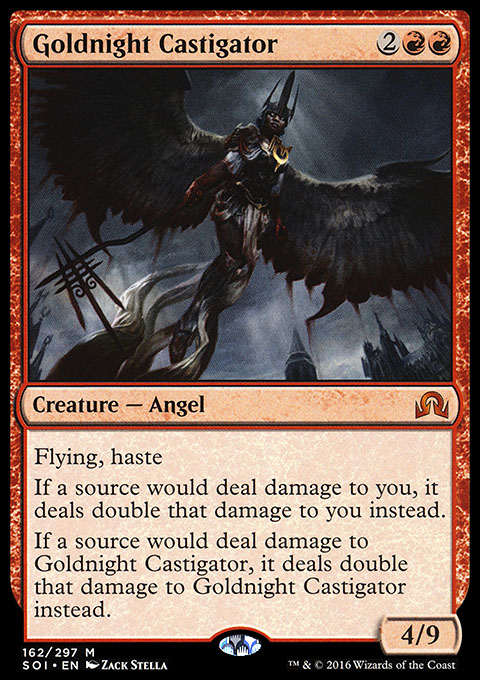 Goldnight Castigator 2
Creature — Angel
Flying, haste
If a source would deal damage to you, it
deals double that damage to you instead.
If a source would deal damage to
Goldnight Castigator, it deals double
that damage to Goldnight Castigator
instead.
4/9
162/297 M
SOI • EN Zack Stella
™ & © 2016 Wizards of the Coast